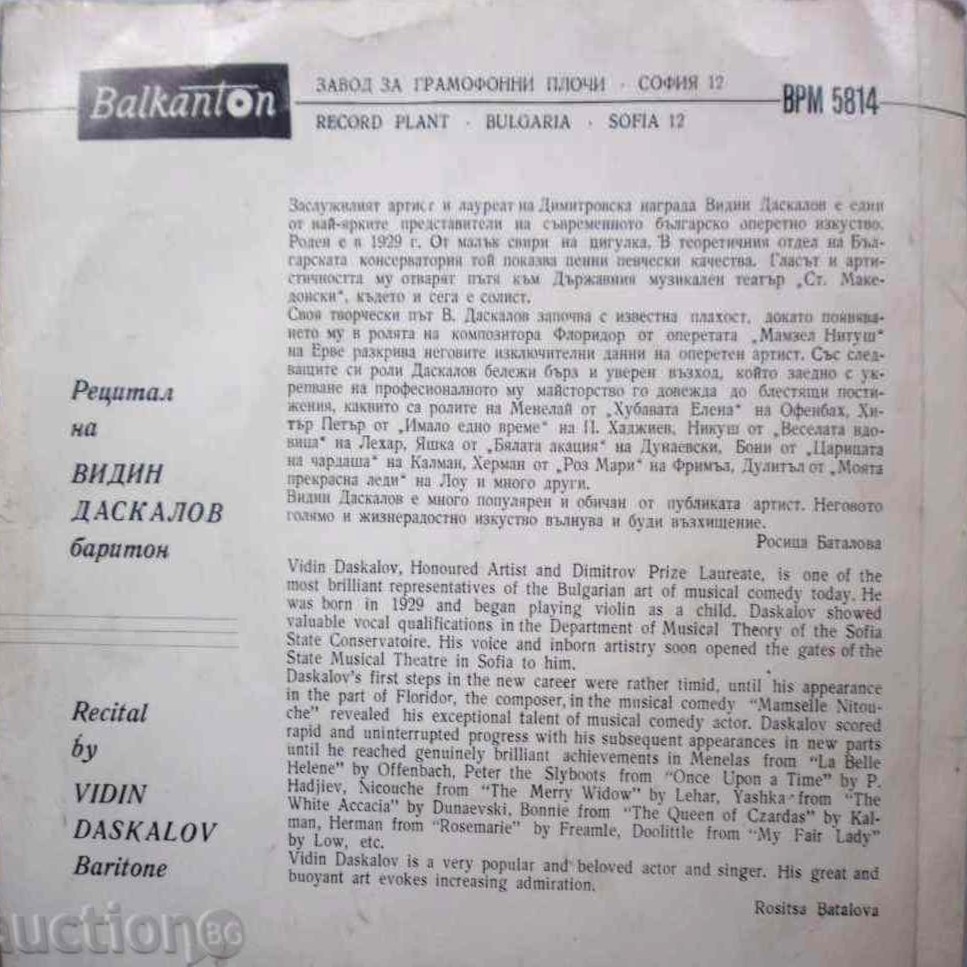 Balkanton
ЗАВОД ЗА ГРАМОФОННИ ПЛОЧИ · СОФИЯ 12
RECORD PLANT · BULGARIA · SOFIA 12
ВРМ 5814
Заслужилият артист и лауреат на Димитровска награда Видин Даскалов е един
от най-ярките представители на съвременното българско оперетно изкуство.
Роден е в 1929 г. От малък свири на цигулка. В теоретичния отдел на Бъл-
гарската консерватория той показва ценни певчески качества. Гласът и арти-
стичността му отварят пътя към Държавния музикален театър „Ст. Маке-
донски“, където и сега е солист.
Своя творчески път В. Даскалов започва с известна плахост, докато появява-
нето му в ролята на композитора Флоридор от оперетата „Мамзел Нитуш“
на Ерве разкрива неговите изключителни данни на оперетен артист. Със след-
ващите си роли Даскалов бележи бърз и уверен възход, който заедно с ук-
репване на професионалното му майсторство го довежда до блестящи пости-
жения, каквито са ролите на Менелай от „Хубавата Елена“ на Офенбах, Хи-
тър Петър от „Имало едно време“ на П. Хаджиев, Никуш от „Веселата вдо-
вица“ на Лехар, Яшка от „Бялата акация“ на Дунаевски, Бони от „Царицата
на чардаша“ на Калман, Херман от „Роз Мари“ на Фримъл, Дулитъл от „Моята
прекрасна леди“ на Лоу и много други.
Видин Даскалов е много популярен и обичан от публиката артист. Неговото
голямо и жизнерадостно изкуство вълнува и буди възхищение.
Росица Баталова
Рецитал
на
ВИДИН
ДАСКАЛОВ
баритон
Vidin Daskalov, Honoured Artist and Dimitrov Prize Laureate, is one of the
most brilliant representatives of the Bulgarian art of musical comedy today. He
was born in 1929 and began playing violin as a child. Daskalov showed
valuable vocal qualifications in the Department of Musical Theory of the Sofia
State Conservatoire. His voice and inborn artistry soon opened the gates of the
State Musical Theatre in Sofia to him.
Daskalov's first steps in the new career were rather timid, until his appearance
in the part of Floridor, the composer, in the musical comedy “Mamselle Nitou-
che” revealed his exceptional talent of musical comedy actor. Daskalov scored
rapid and uninterrupted progress with his subsequent appearances in new parts
until he reached genuinely brilliant achievements in Menelas from “La Belle
Helene” by Offenbach, Peter the Slyboots from “Once Upon a Time” by P.
Hadjiev, Nicouche from “The Merry Widow” by Lehar, Yashka from “The
White Accacia” by Dunaevski, Bonnie from “The Queen of Czardas” by Kal-
man, Herman from “Rosemarie” by Freamle, Doolittle from “My Fair Lady”
by Low, etc.
Vidin Daskalov is a very popular and beloved actor and singer. His great and
buoyant art evokes increasing admiration.
Rositsa Batalova
Recital
by
VIDIN
DASKALOV
Baritone
auction BG